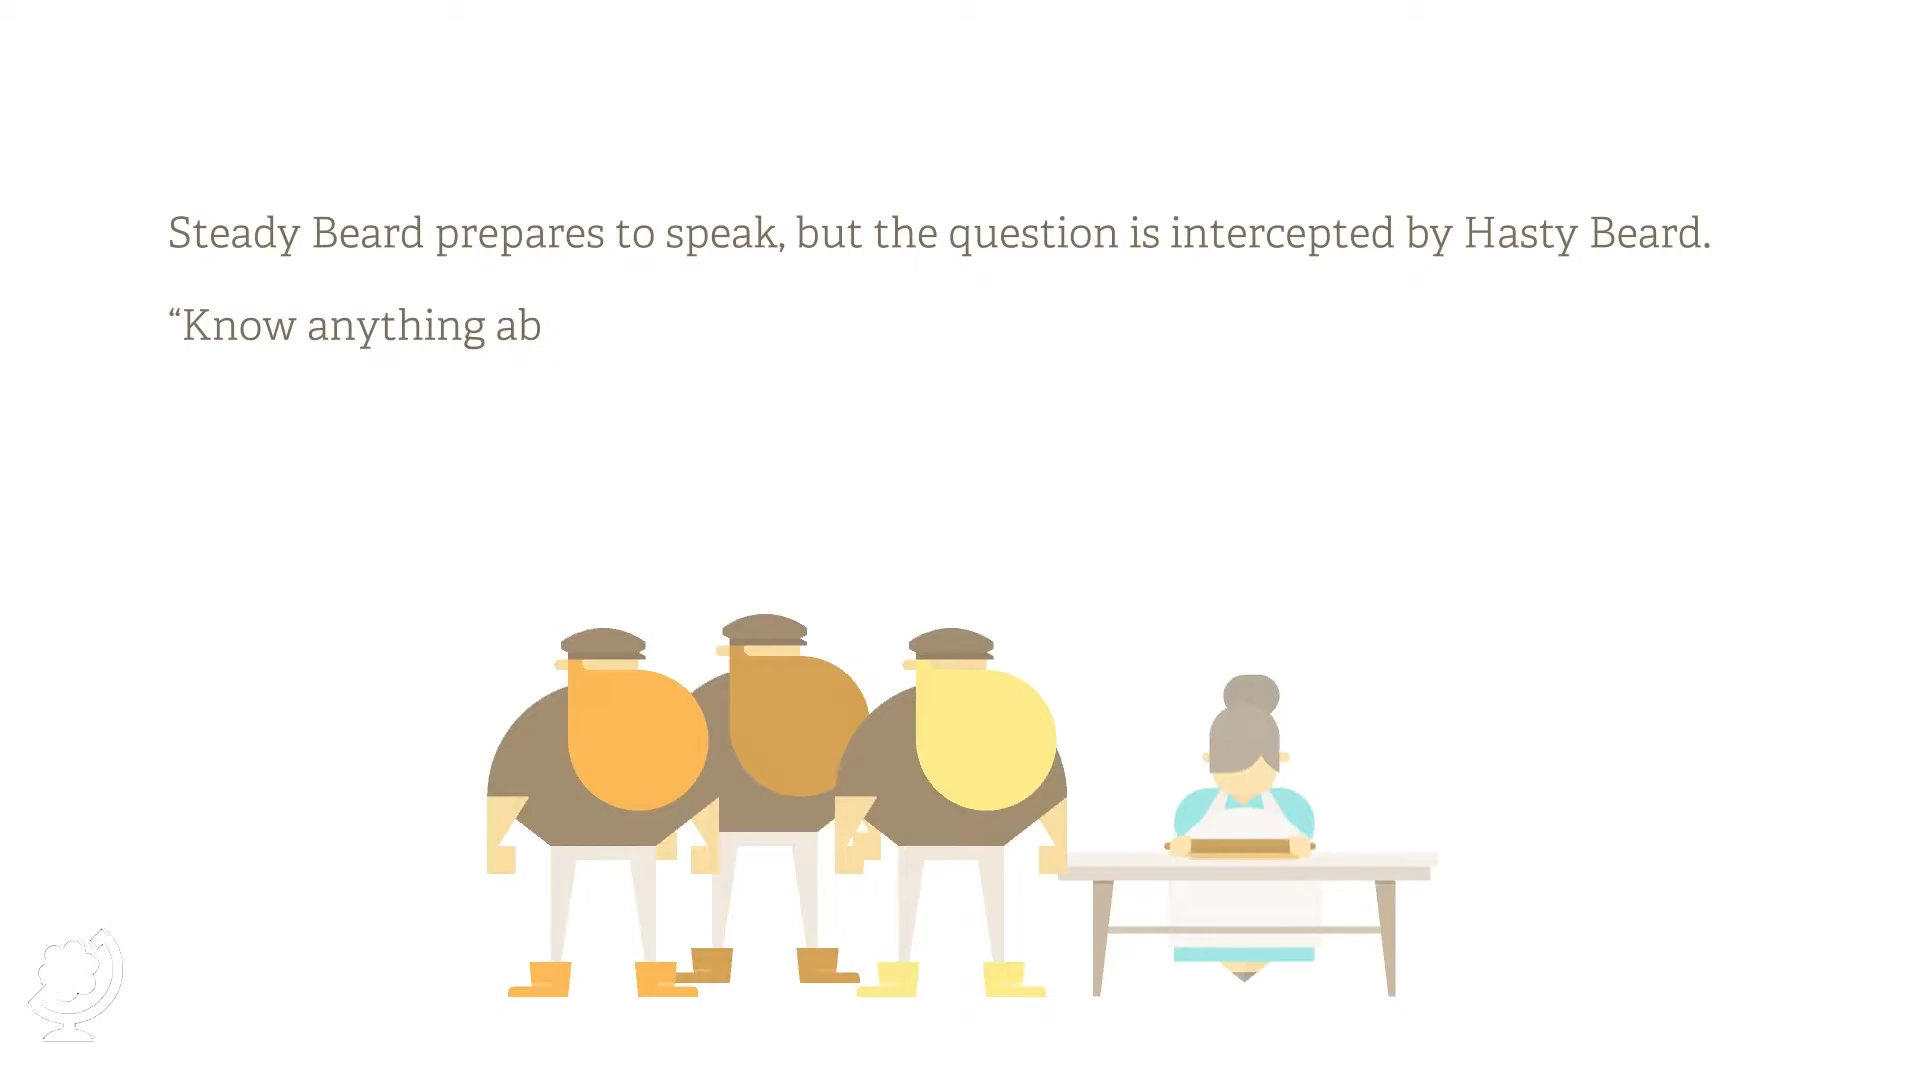 Steady Beard prepares to speak, but the question is intercepted by Hasty Beard.
“Know anything ab